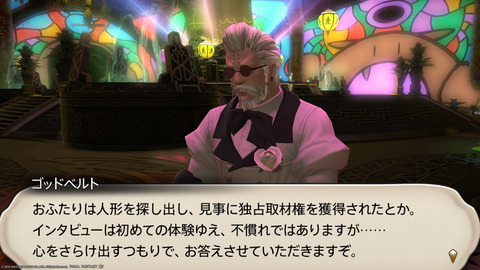 ゴッドベルト
おふたりは人形を探し出し、見事に独占取材権を獲得されたとか。
インタビューは初めての体験ゆえ、不慣れではありますが……
心をさらけ出すつもりで、お答えさせていただきますぞ。